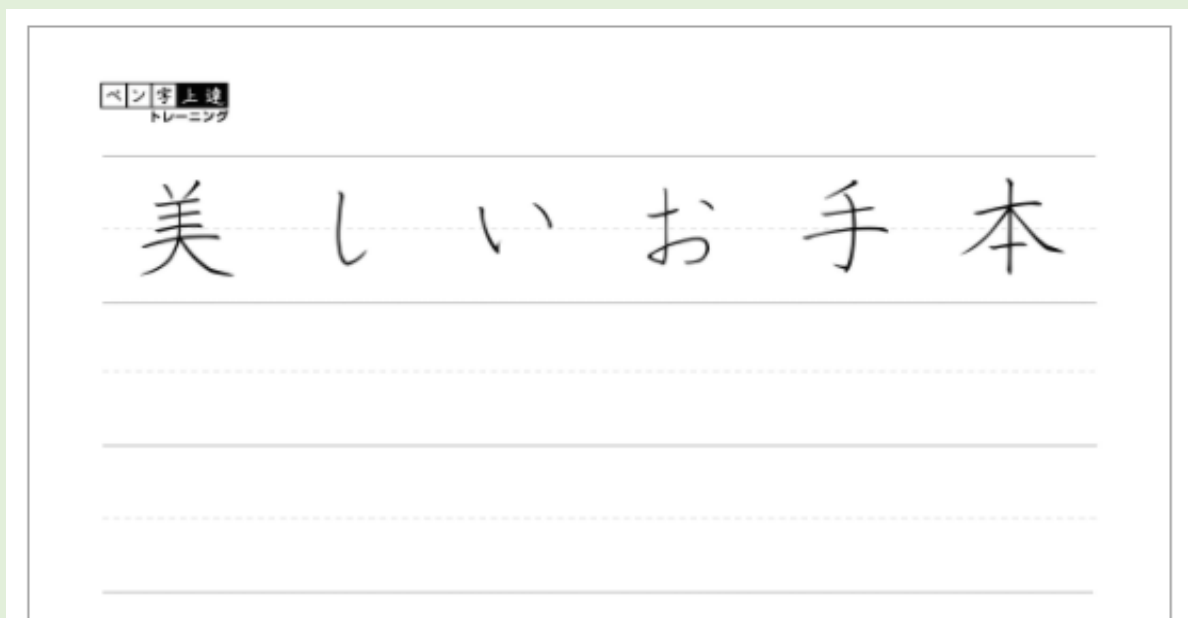 ペン字上達
トレーニング
美しいお手本